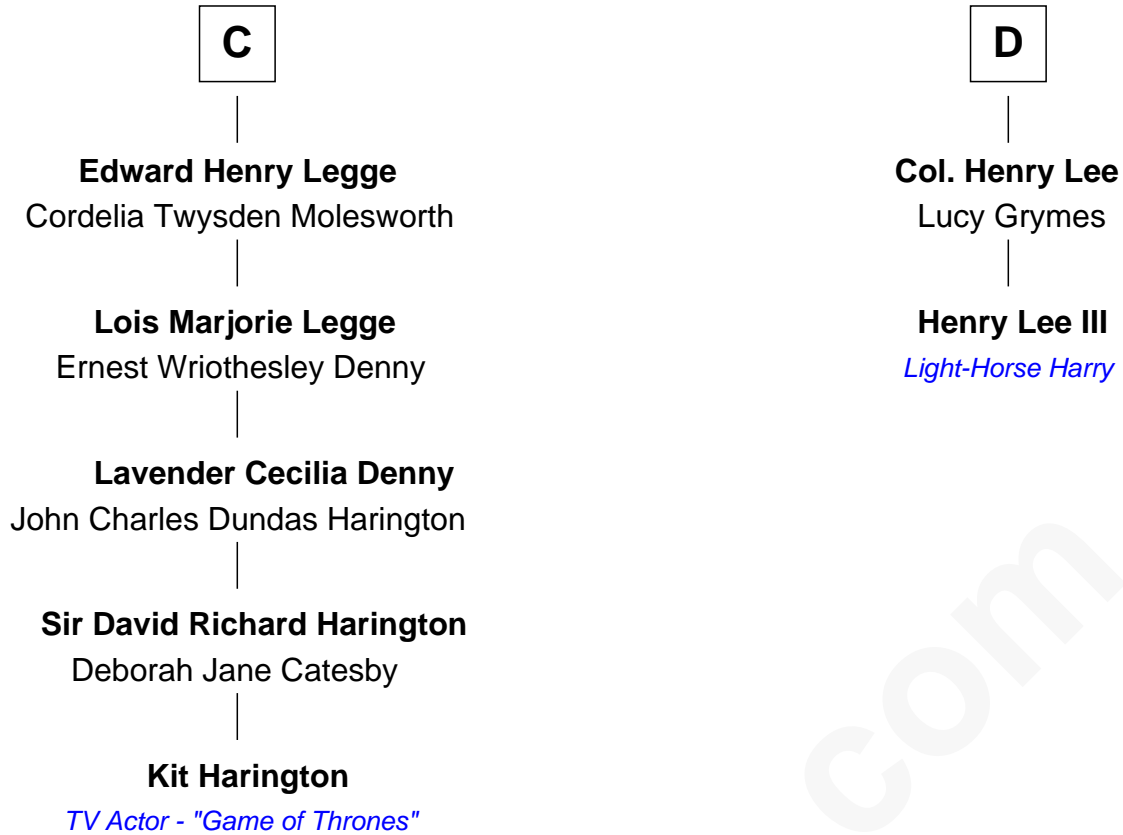 C
Edward Henry Legge
Cordelia Twysden Molesworth
Lois Marjorie Legge
Ernest Wriothesley Denny
Lavender Cecilia Denny
John Charles Dundas Harington
Sir David Richard Harington
Deborah Jane Catesby
Kit Harington
TV Actor - "Game of Thrones"
D
Col. Henry Lee
Lucy Grymes
Henry Lee III
Light-Horse Harry
com